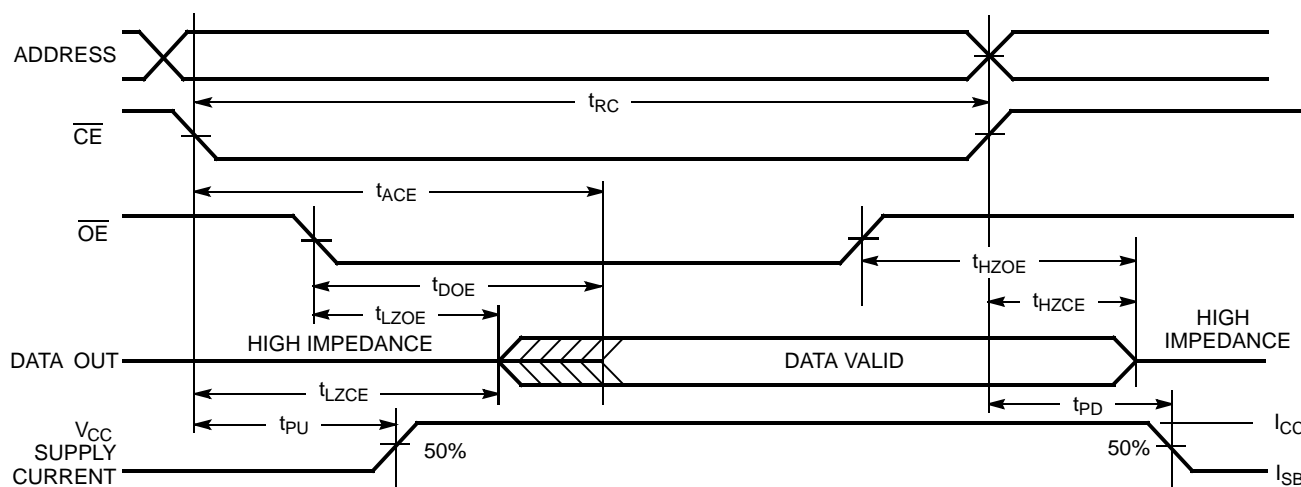 ADDRESS
tRC
CE
tACE
OE
tHZOE
tDOE
tLZOE
tHZCE
HIGH IMPEDANCE
HIGH
IMPEDANCE
DATA OUT
DATA VALID
tLZCE
tPU
tPD
VCC
SUPPLY
CURRENT
50%
50%
ICC
ISB